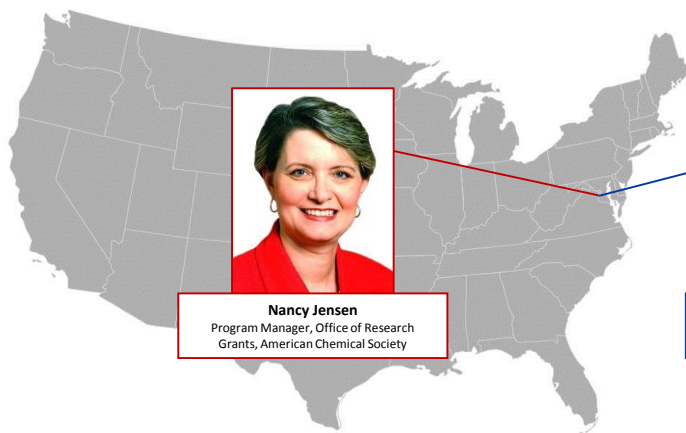 Nancy Jensen
Program Manager, Office of Research
Grants, American Chemical Society